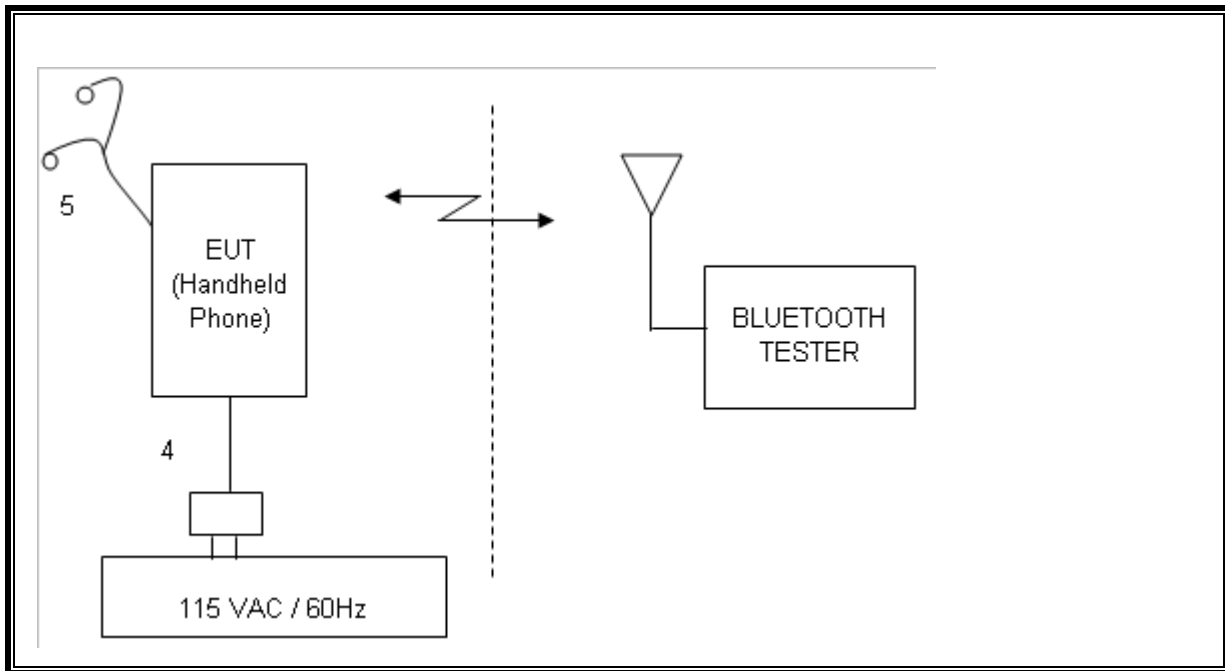 5
EUT
(Handheld
Phone)
BLUETOOTH
TESTER
4
115 VAC / 60Hz